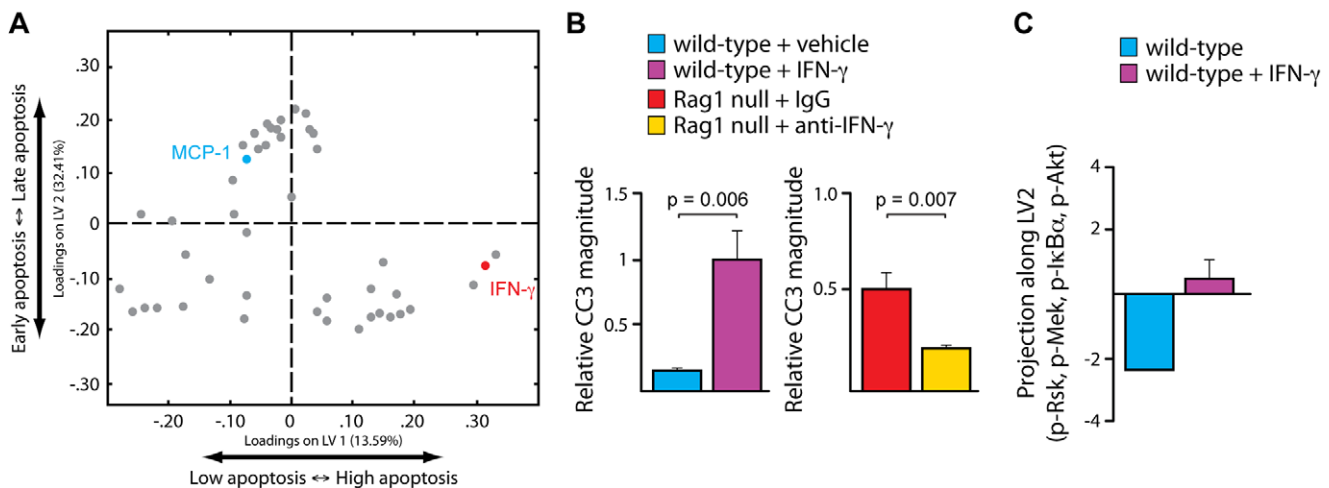 A
Early apoptosis ↔ Late apoptosis
Loadings on LV 2 (32.41%)
.30
.20
.10
0
-.10
-.20
-.30
MCP-1
IFN-γ
-.20
-.10
0
.10
.20
.30
Loadings on LV 1 (13.59%)
Low apoptosis ↔ High apoptosis
B
wild-type + vehicle
wild-type + IFN-γ
Rag1 null + IgG
Rag1 null + anti-IFN-γ
Relative CC3 magnitude
1.5
1
0.5
p = 0.006
Relative CC3 magnitude
1.0
0.5
p = 0.007
C
wild-type
wild-type + IFN-γ
Projection along LV2
(p-Rsk, p-Mek, p-IκBα, p-Akt)
4
2
0
-2
-4